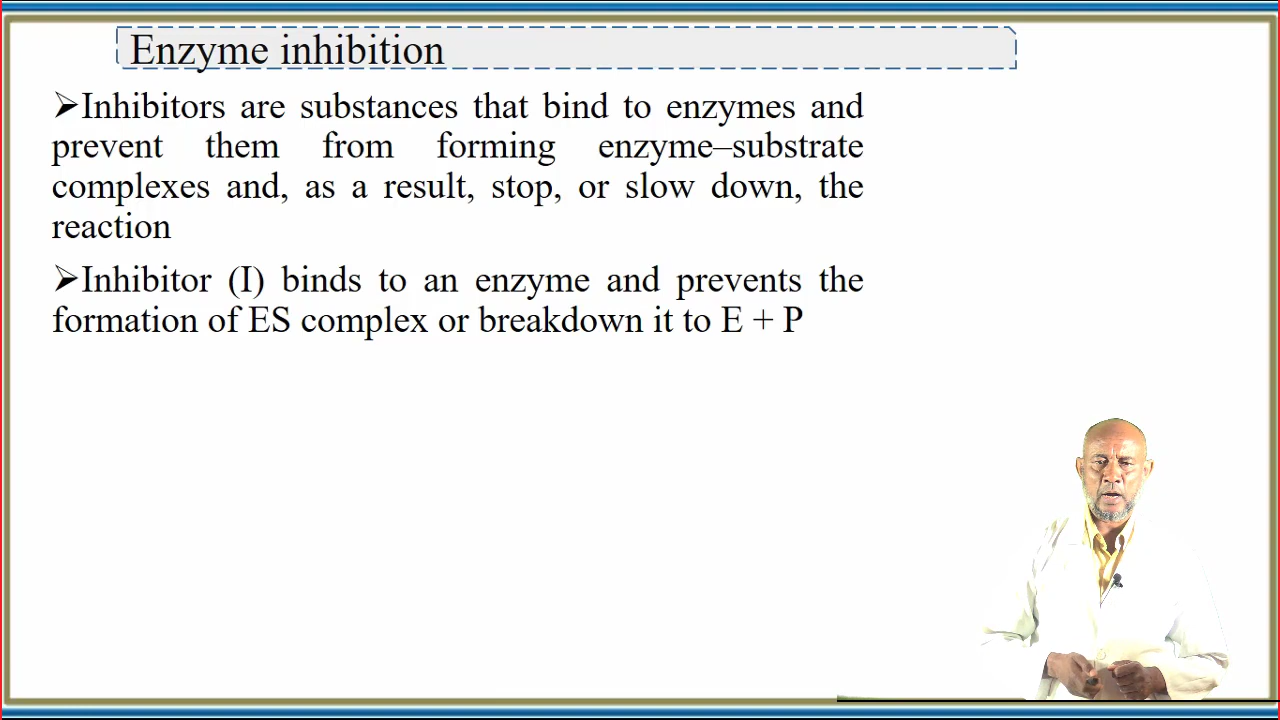 Enzyme inhibition
➢Inhibitors are substances that bind to enzymes and
prevent them from forming enzyme–substrate
complexes and, as a result, stop, or slow down, the
reaction
➢Inhibitor (I) binds to an enzyme and prevents the
formation of ES complex or breakdown it to E + P